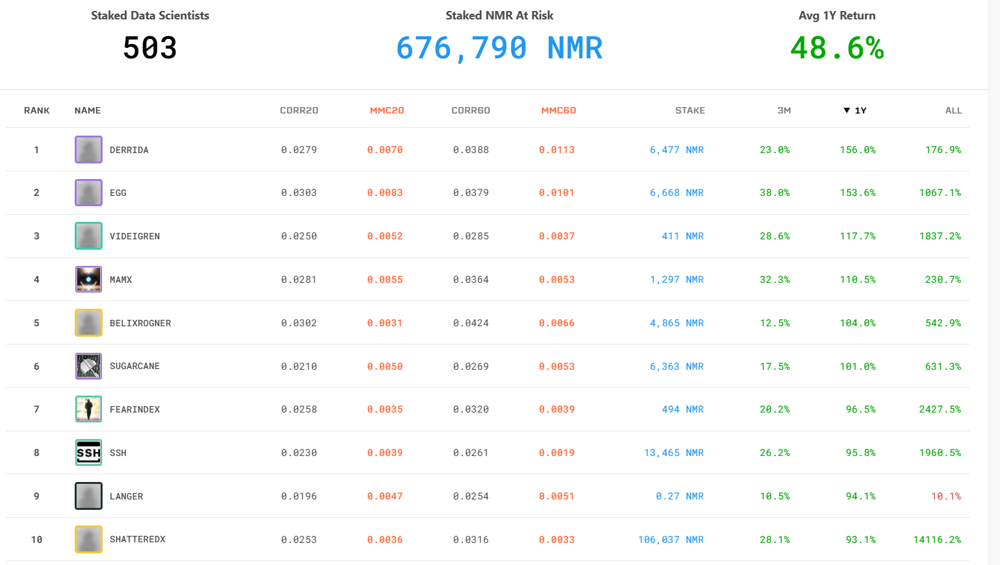 Staked Data Scientists Staked NMR At Risk Avg 1Y Return
503 676,790 NMR 48.6%
RANK NAME CORR20 MMC20 CORR60 MMC60 STAKE 3M ▼ 1Y ALL
1 DERRIDA 0.0279 0.0070 0.0388 0.0113 6,477 NMR 23.0% 156.0% 176.9%
2 EGG 0.0303 0.0083 0.0379 0.0101 6,668 NMR 38.0% 153.6% 1067.1%
3 VIDEIGREN 0.0250 0.0052 0.0285 0.0037 411 NMR 28.6% 117.7% 1837.2%
4 MAMX 0.0281 0.0055 0.0364 0.0053 1,297 NMR 32.3% 110.5% 230.7%
5 BELIXROGNER 0.0302 0.0031 0.0424 0.0066 4,865 NMR 12.5% 104.0% 542.9%
6 SUGARCANE 0.0210 0.0050 0.0269 0.0053 6,363 NMR 17.5% 101.0% 631.3%
7 FEARINDEX 0.0258 0.0035 0.0320 0.0039 494 NMR 20.2% 96.5% 2427.5%
8 SSH SSH 0.0230 0.0039 0.0261 0.0019 13,465 NMR 26.2% 95.8% 1960.5%
9 LANGER 0.0196 0.0047 0.0254 0.0051 0.27 NMR 10.5% 94.1% 10.1%
10 SHATTEREDX 0.0253 0.0036 0.0316 0.0033 106,037 NMR 28.1% 93.1% 14116.2%